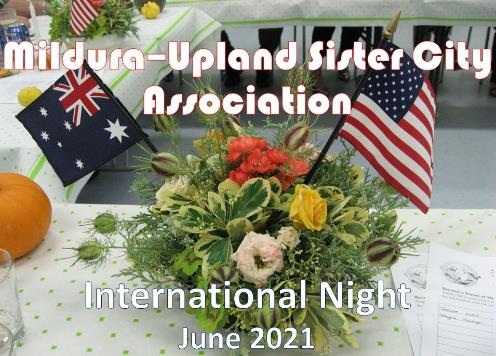 Mildura–Upland Sister City
Association
International Night
June 2021